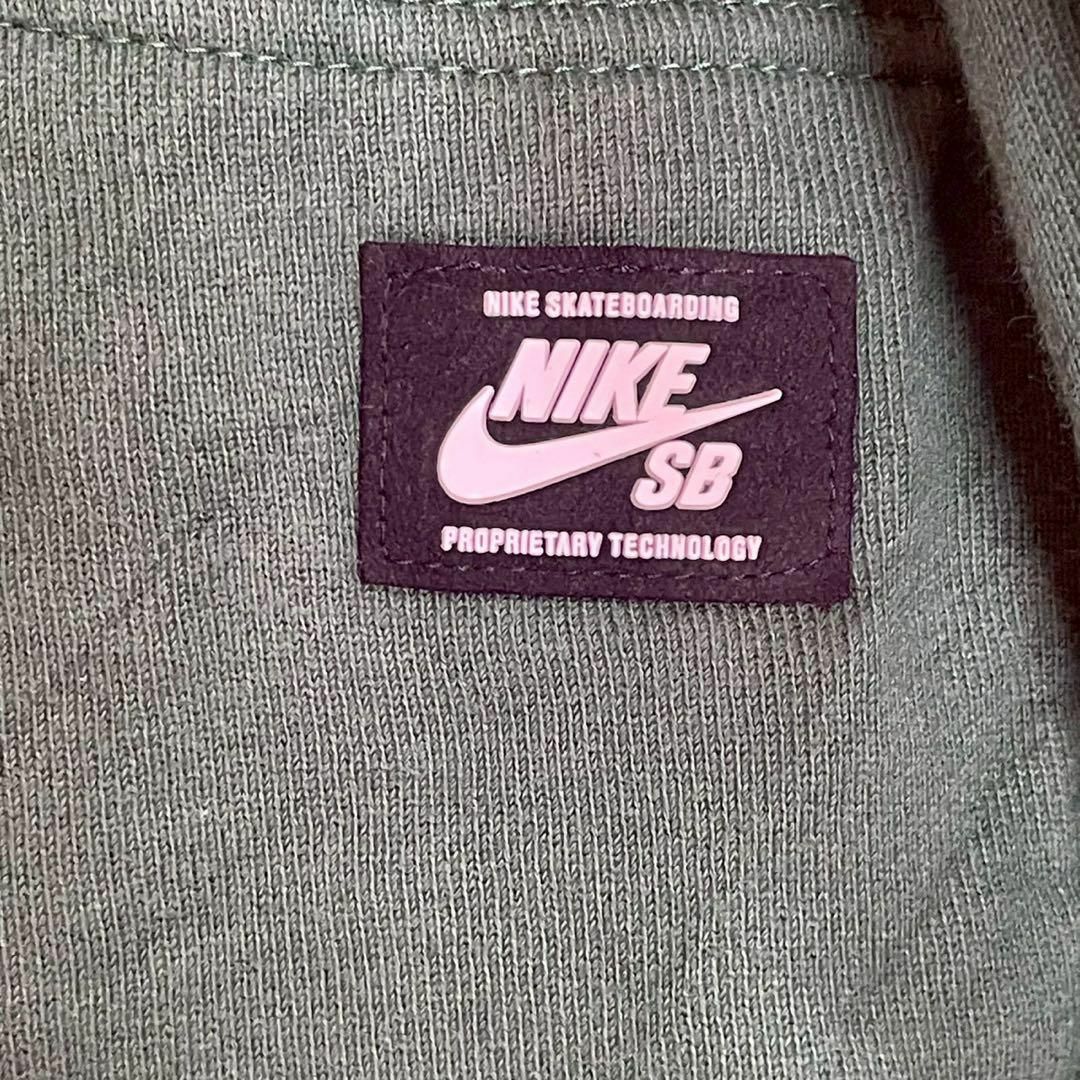 NIKE SKATEBOARDING
NIKE
SB
PROPRIETARY TECHNOLOGY